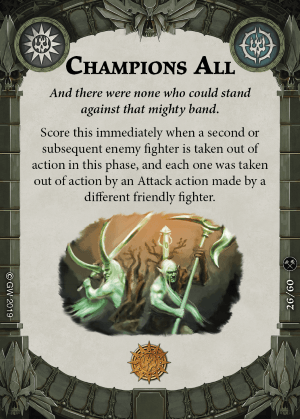 Champions All
And there were none who could stand
against that mighty band.
Score this immediately when a second or
subsequent enemy fighter is taken out of
action in this phase, and each one was taken
out of action by an Attack action made by a
different friendly fighter.
© GW 2019
26/60